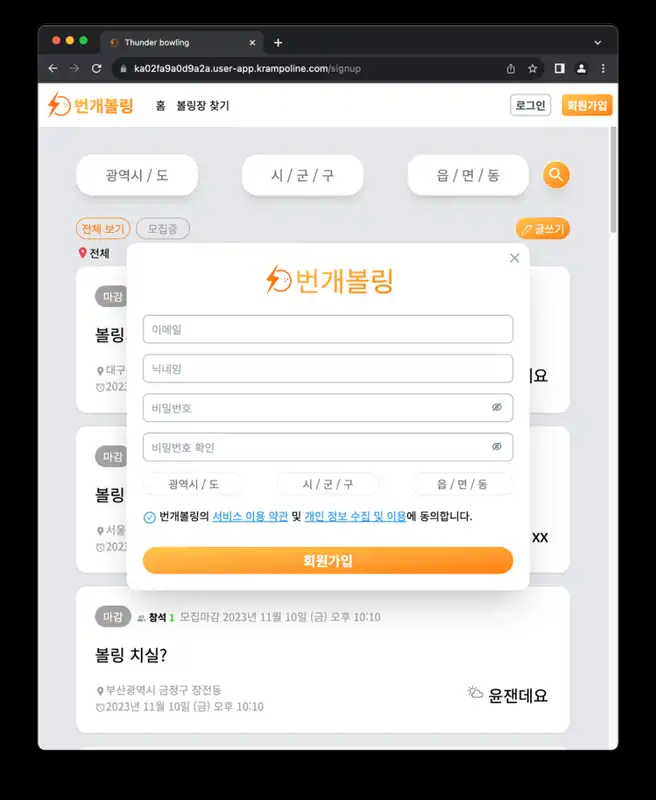 Thunder bowling
ka02fa9a0d9a2a.user-app.krampoline.com/signup
번개볼링 홈 볼링장 찾기 로그인 회원가입
광역시 / 도 시 / 군 / 구 읍 / 면 / 동
전체 보기 모집중 글쓰기
전체
번개볼링
마감
이메일
볼링
닉네임
대구
요
2023
비밀번호
비밀번호 확인
마감
광역시 / 도 시 / 군 / 구 읍 / 면 / 동
볼링
번개볼링의 서비스 이용 약관 및 개인 정보 수집 및 이용에 동의합니다.
서울
xx
2023
회원가입
마감 참석 1 모집마감 2023년 11월 10일 (금) 오후 10:10
볼링 치실?
부산광역시 금정구 장전동
윤잰데요
2023년 11월 10일 (금) 오후 10:10